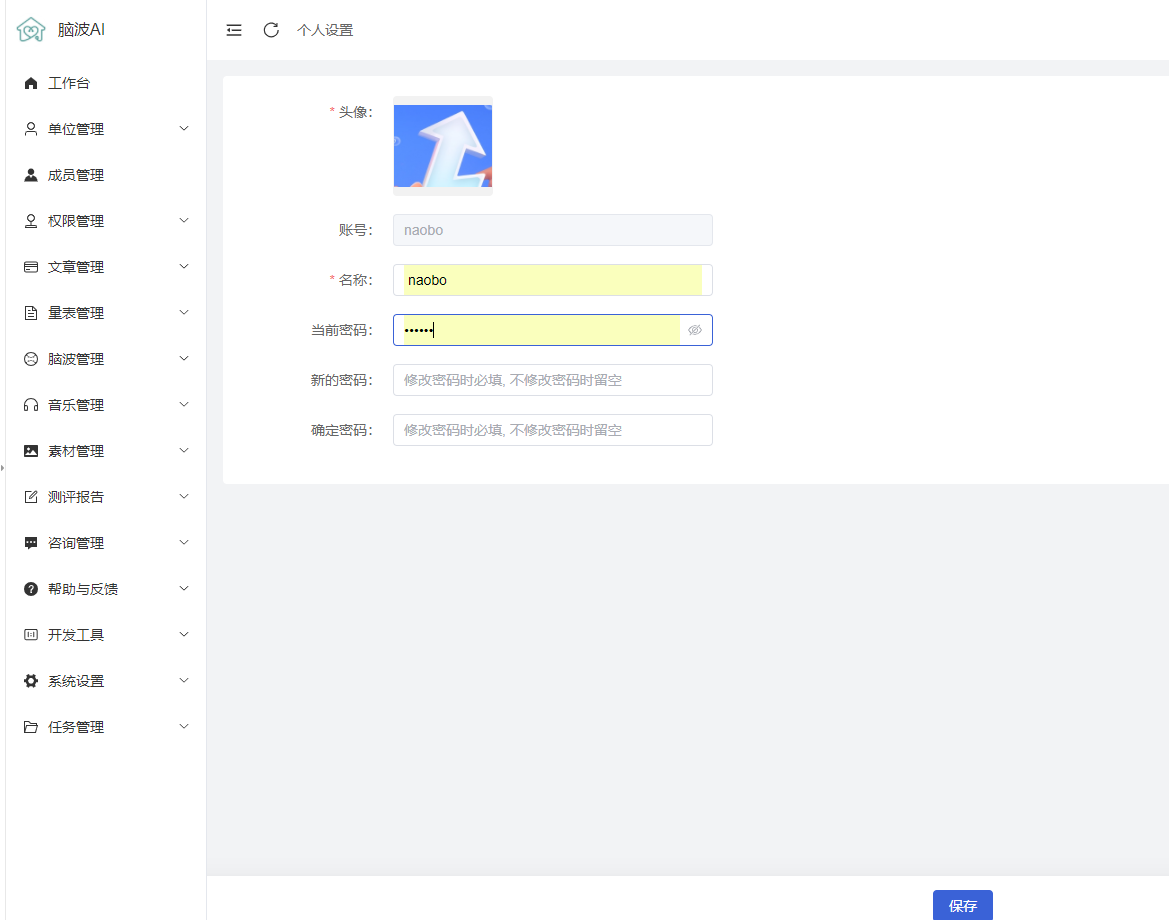 脑波AI
个人设置
工作台
单位管理
成员管理
权限管理
文章管理
量表管理
脑波管理
音乐管理
素材管理
测评报告
咨询管理
帮助与反馈
开发工具
系统设置
任务管理
* 头像：
账号： naobo
* 名称： naobo
当前密码： ••••••
新的密码： 修改密码时必填, 不修改密码时留空
确定密码： 修改密码时必填, 不修改密码时留空
保存